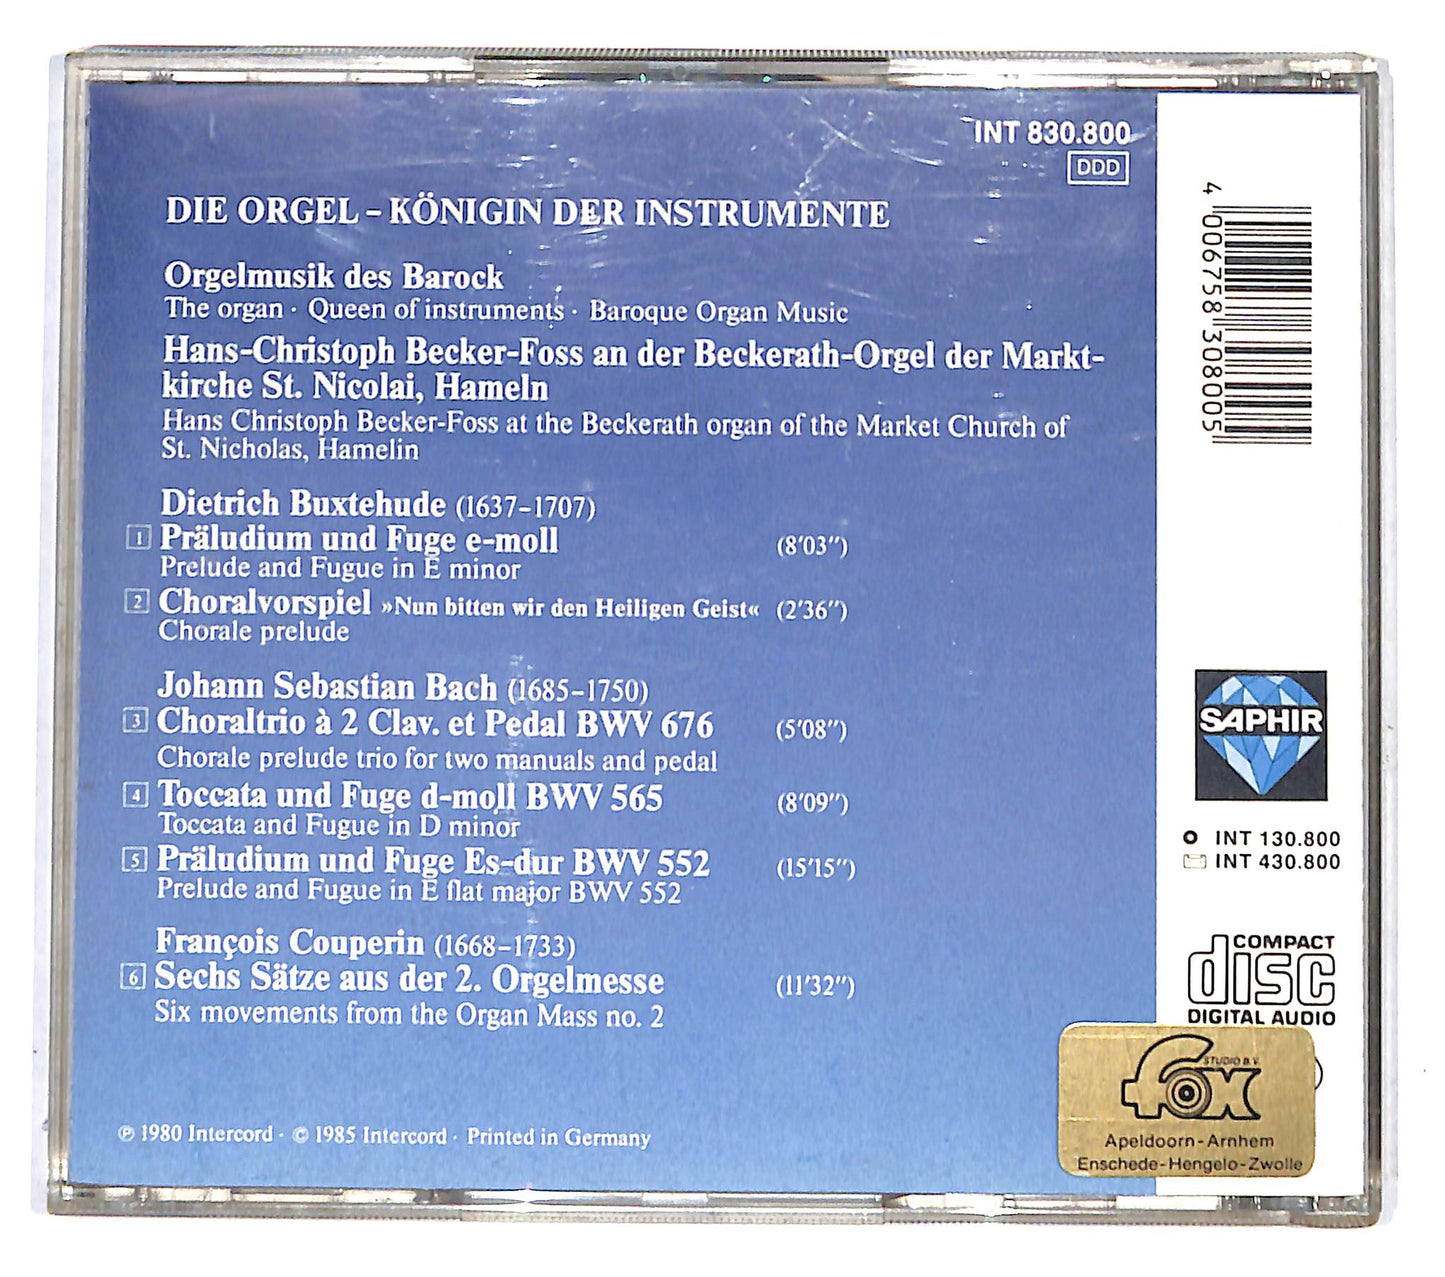 INT 830.800
DDD
DIE ORGEL – KÖNIGIN DER INSTRUMENTE
Orgelmusik des Barock
The organ · Queen of instruments · Baroque Organ Music
Hans-Christoph Becker-Foss an der Beckerath-Orgel der Markt-
kirche St. Nicolai, Hameln
Hans Christoph Becker-Foss at the Beckerath organ of the Market Church of
St. Nicholas, Hamelin
Dietrich Buxtehude (1637–1707)
1 Präludium und Fuge e-moll (8'03'')
Prelude and Fugue in E minor
2 Choralvorspiel »Nun bitten wir den Heiligen Geist« (2'36'')
Chorale prelude
Johann Sebastian Bach (1685–1750)
3 Choraltrio à 2 Clav. et Pedal BWV 676 (5'08'')
Chorale prelude trio for two manuals and pedal
4 Toccata und Fuge d-moll BWV 565 (8'09'')
Toccata and Fugue in D minor
5 Präludium und Fuge Es-dur BWV 552 (15'15'')
Prelude and Fugue in E flat major BWV 552
François Couperin (1668–1733)
6 Sechs Sätze aus der 2. Orgelmesse (11'32'')
Six movements from the Organ Mass no. 2
℗ 1980 Intercord · © 1985 Intercord · Printed in Germany
4 006758 308005
SAPHIR
INT 130.800
INT 430.800
COMPACT
disc
DIGITAL AUDIO
STUDIO B.V.
fox
Apeldoorn-Arnhem
Enschede-Hengelo-Zwolle